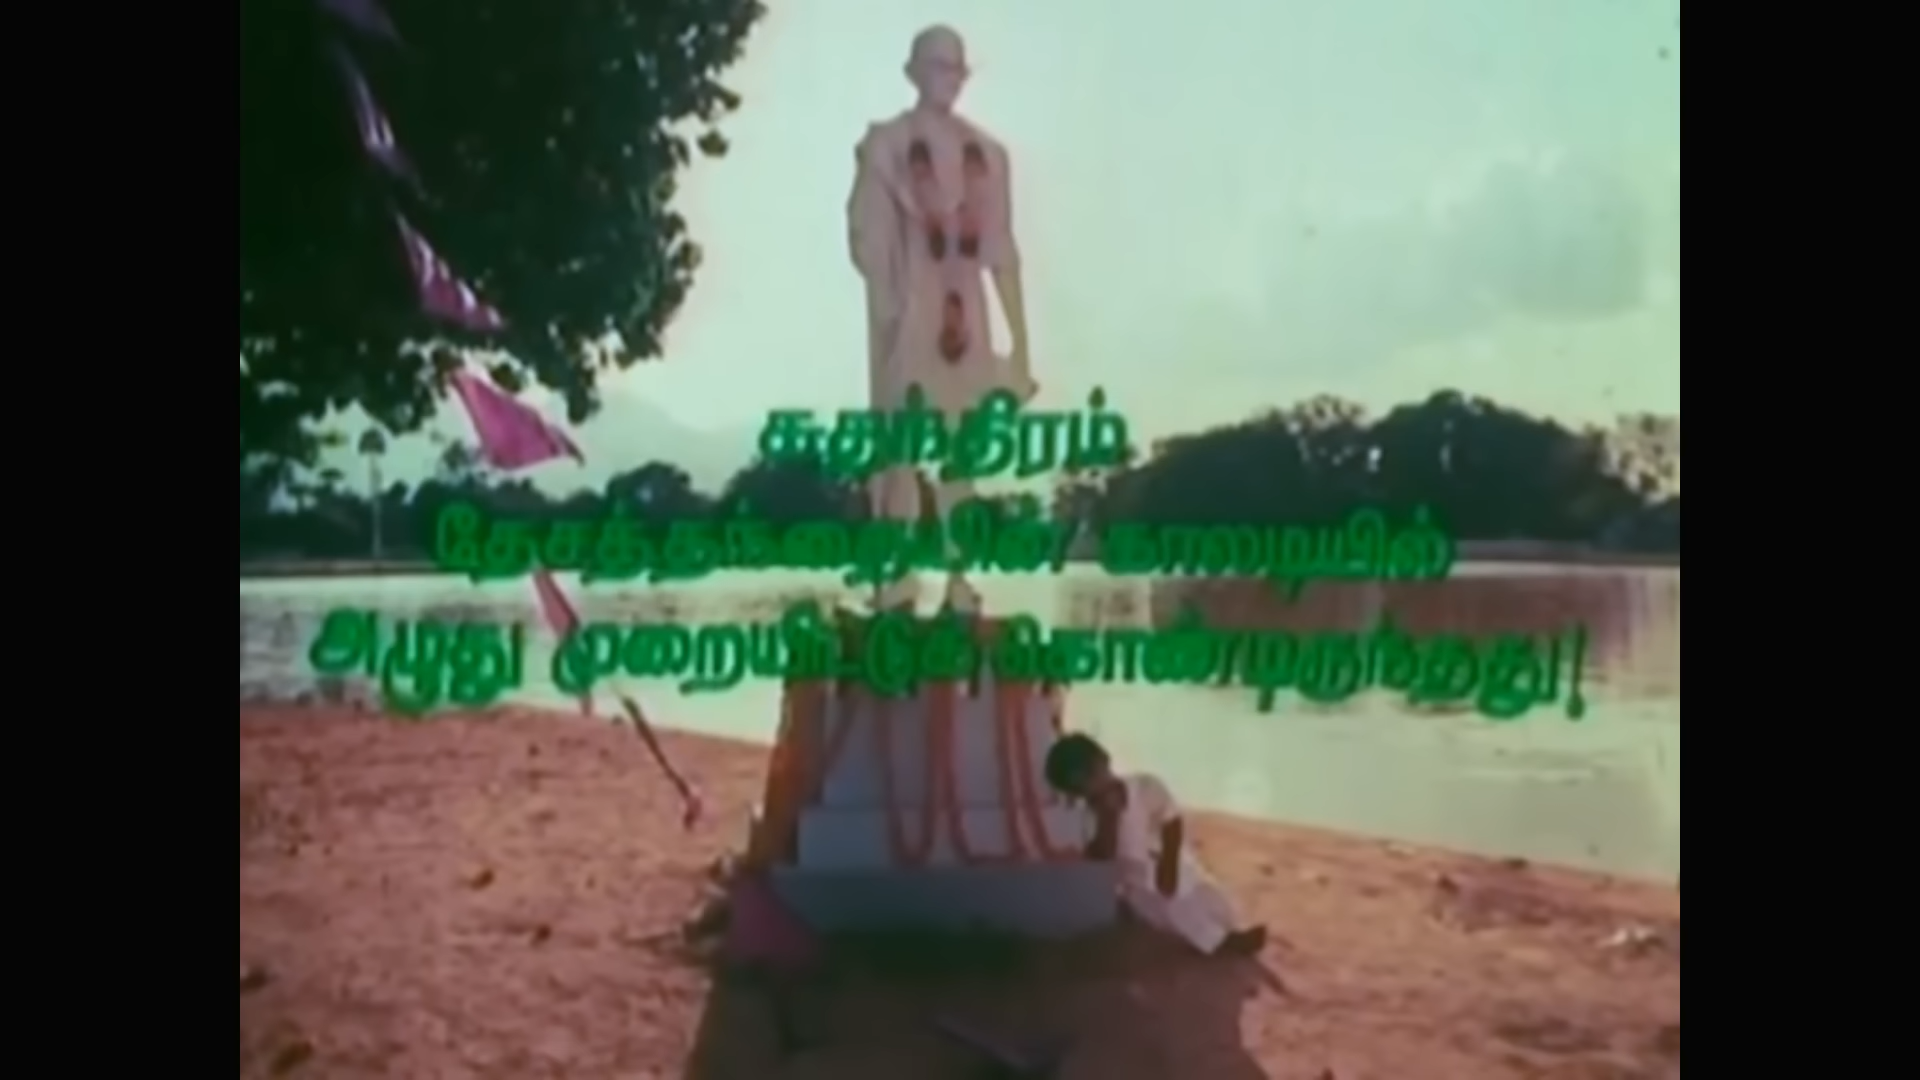 சுதந்திரம்
தேசத்தந்தையின் காலடியில்
அழுது முறையிட்டுக் கொண்டிருந்தது!